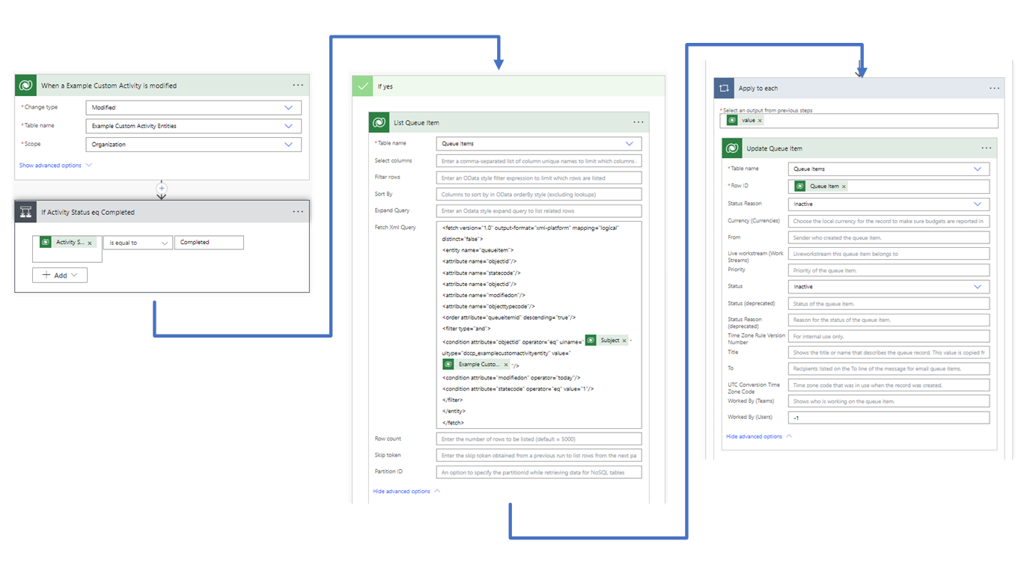 When a Example Custom Activity is modified
* Change type
Modified
* Table name
Example Custom Activity Entities
* Scope
Organization
Show advanced options
If Activity Status eq Completed
Activity S... x
is equal to
Completed
+ Add
If yes
List Queue Item
* Table name
Queue Items
Select columns
Enter a comma-separated list of column unique names to limit which columns
Filter rows
Enter an OData style filter expression to limit which rows are listed
Sort By
Columns to sort by in OData orderBy style (excluding lookups)
Expand Query
Enter an Odata style expand query to list related rows
Fetch Xml Query
<fetch version="1.0" output-format="xml-platform" mapping="logical"
distinct="false">
<entity name="queueitem">
<attribute name="objectid"/>
<attribute name="statecode"/>
<attribute name="objectid"/>
<attribute name="modifiedon"/>
<attribute name="objecttypecode"/>
<order attribute="queueitemid" descending="true"/>
<filter type="and">
<condition attribute="objectid" operator="eq" uiname=" Subject x "
uitype="docp_examplecustomactivityentity" value="
Example Custo... x "/>
<condition attribute="modifiedon" operator="today"/>
<condition attribute="statecode" operator="eq" value="1"/>
</filter>
</entity>
</fetch>
Row count
Enter the number of rows to be listed (default = 5000)
Skip token
Enter the skip token obtained from a previous run to list rows from the next pa
Partition ID
An option to specify the partitionId while retrieving data for NoSQL tables
Hide advanced options
Apply to each
* Select an output from previous steps
value x
Update Queue Item
* Table name
Queue Items
* Row ID
Queue Item x
Status Reason
Inactive
Currency (Currencies)
Choose the local currency for the record to make sure budgets are reported in
From
Sender who created the queue item.
Live workstream (Work
Streams)
Liveworkstream this queue item belongs to
Priority
Priority of the queue item.
Status
Inactive
Status (deprecated)
Status of the queue item.
Status Reason
(deprecated)
Reason for the status of the queue item.
Time Zone Rule Version
Number
For internal use only.
Title
Shows the title or name that describes the queue record. This value is copied fr
To
Recipients listed on the To line of the message for email queue items.
UTC Conversion Time
Zone Code
Time zone code that was in use when the record was created.
Worked By (Teams)
Shows who is working on the queue item.
Worked By (Users)
-1
Hide advanced options